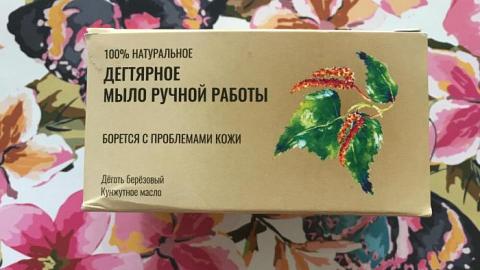 100% НАТУРАЛЬНОЕ
ДЕГТЯРНОЕ
МЫЛО РУЧНОЙ РАБОТЫ
БОРЕТСЯ С ПРОБЛЕМАМИ КОЖИ
Дёготь берёзовый
Кунжутное масло